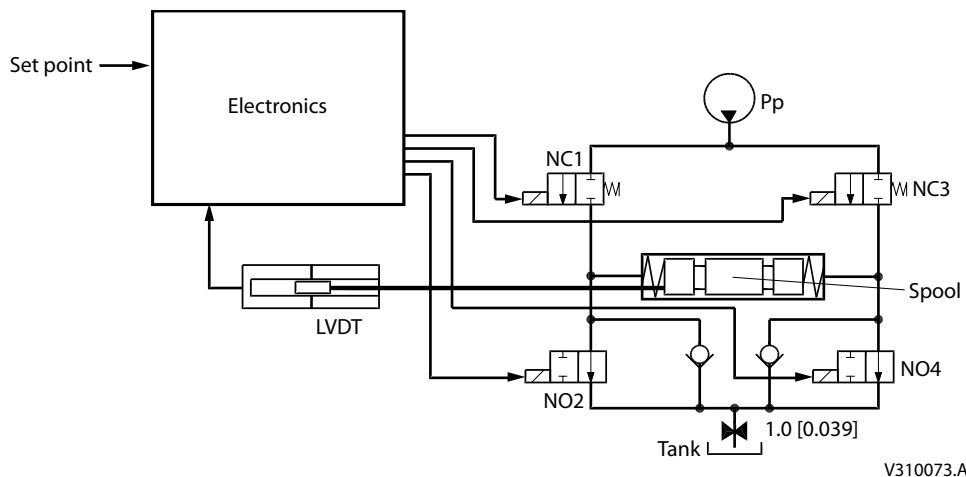 Set point
Electronics
Pp
NC1
NC3
Spool
LVDT
NO4
NO2
1.0 [0.039]
Tank
V310073.A